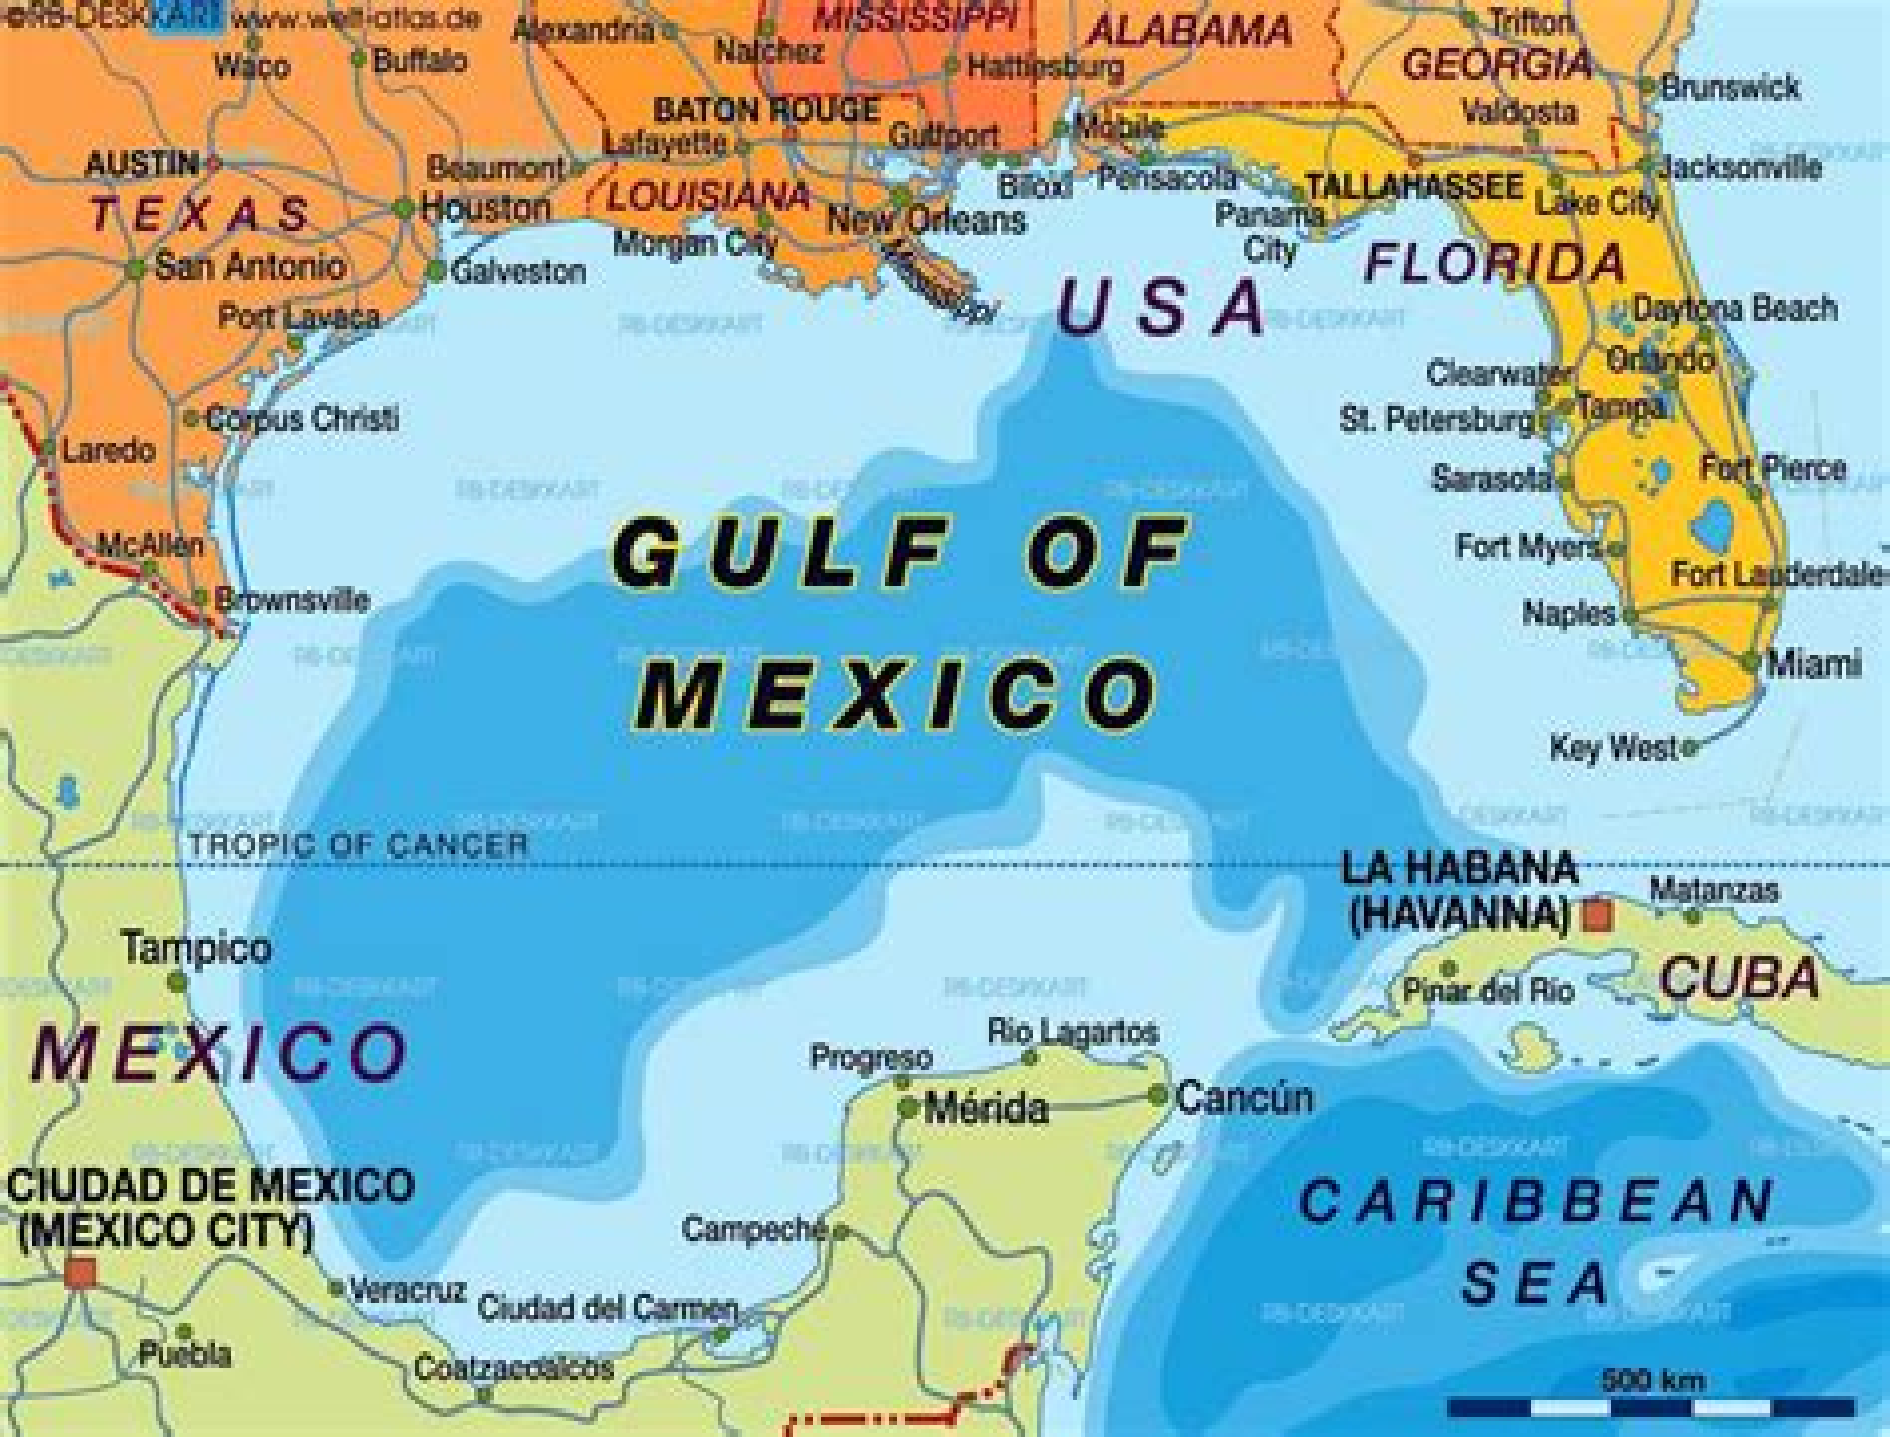 ©RB-DESKKART www.welt-atlas.de
MISSISSIPPI
ALABAMA
Trifton
Alexandria
Natchez
GEORGIA
Waco
Buffalo
Hattiesburg
Brunswick
BATON ROUGE
Valdosta
Lafayette
Gulfport
Mobile
AUSTIN
Beaumont
Jacksonville
LOUISIANA
Biloxi
Pensacola
TALLAHASSEE
Lake City
TEXAS
Houston
New Orleans
Panama
City
Morgan City
FLORIDA
San Antonio
Galveston
USA
Daytona Beach
Port Lavaca
Orlando
Clearwater
Corpus Christi
St. Petersburg
Tampa
Laredo
Fort Pierce
Sarasota
McAllen
GULF OF
MEXICO
Fort Myers
Fort Lauderdale
Brownsville
Naples
Miami
Key West
TROPIC OF CANCER
LA HABANA
(HAVANNA)
Matanzas
Tampico
CUBA
Pinar del Rio
MEXICO
Rio Lagartos
Progreso
Mérida
Cancún
CIUDAD DE MEXICO
(MEXICO CITY)
CARIBBEAN
SEA
Campeche
Veracruz
Ciudad del Carmen
Puebla
Coatzacoalcos
500 km